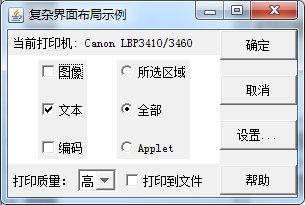 复杂界面布局示例
当前打印机: Canon LBP3410/3460
确定
图像
所选区域
取消
文本
全部
设置...
编码
Applet
打印质量:
高
打印到文件
帮助